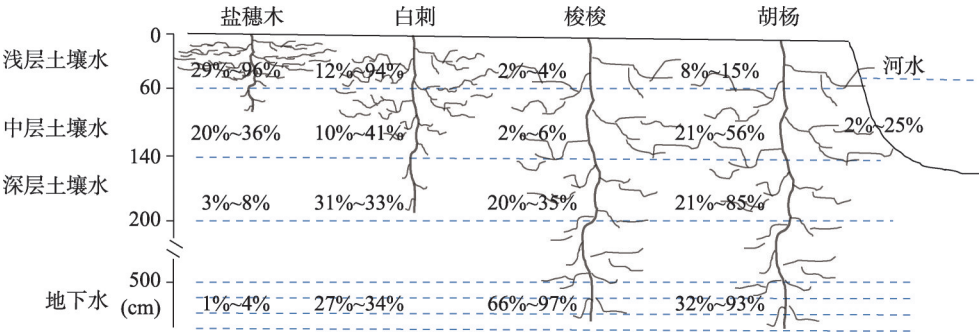 盐穗木 白刺 梭梭 胡杨
0
浅层土壤水 29%~96% 12%~94% 2%~4% 8%~15% 河水
60
中层土壤水 20%~36% 10%~41% 2%~6% 21%~56% 2%~25%
140
深层土壤水 3%~8% 31%~33% 20%~35% 21%~85%
200
500
地下水 (cm) 1%~4% 27%~34% 66%~97% 32%~93%